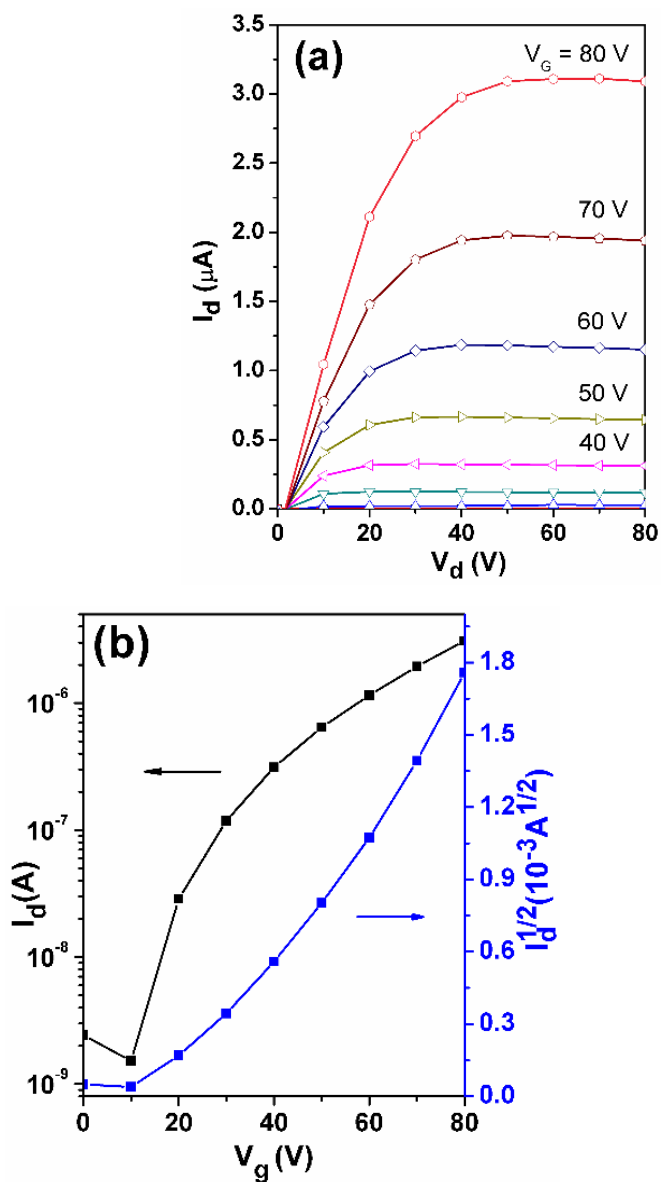 (a)
V_G = 80 V
70 V
60 V
50 V
40 V
3.5
3.0
2.5
2.0
1.5
1.0
0.5
0.0
I_d (μA)
0 20 40 60 80
V_d (V)
(b)
10^-6
10^-7
10^-8
10^-9
I_d(A)
1.8
1.5
1.2
0.9
0.6
0.3
0.0
I_d^1/2(10^-3A^1/2)
0 20 40 60 80
V_g (V)